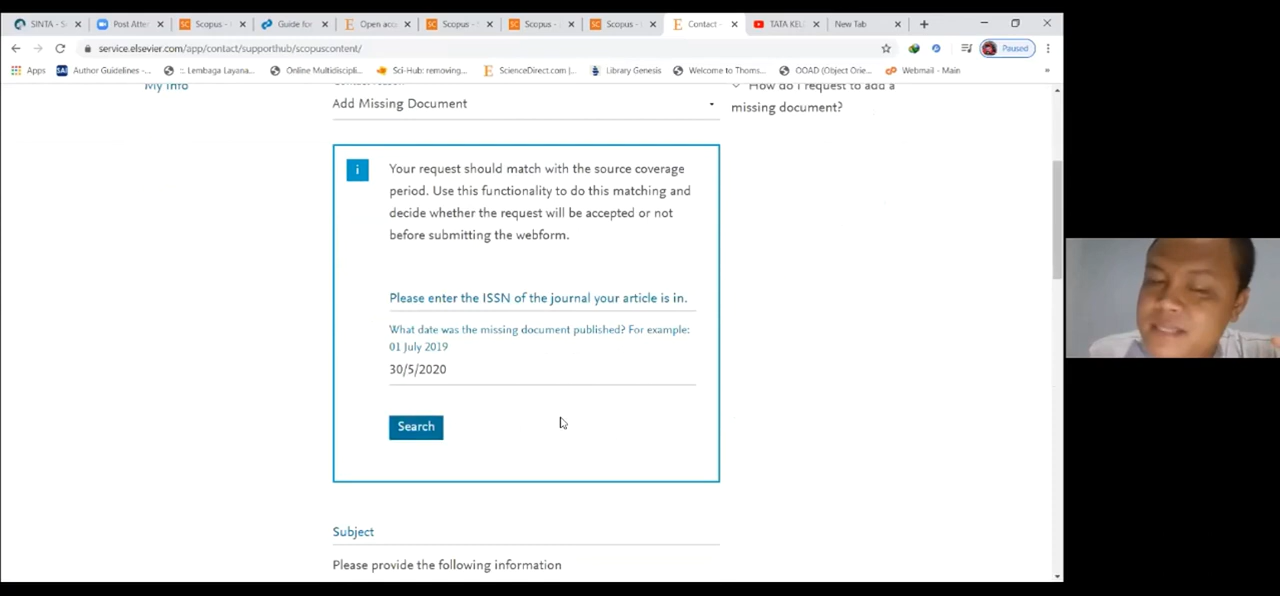 SINTA - S
Post Atte
Scopus -
Guide for
Open acc
Scopus - S
Scopus -
Scopus -
Contact -
TATA KEL
New Tab
service.elsevier.com/app/contact/supporthub/scopuscontent/
Paused
Apps
Author Guidelines -...
:: Lembaga Layana...
Online Multidiscipli...
Sci-Hub: removing...
ScienceDirect.com |...
Library Genesis
Welcome to Thoms...
OOAD (Object Orie...
Webmail - Main
»
My Info
Add Missing Document
How do I request to add a
missing document?
i
Your request should match with the source coverage
period. Use this functionality to do this matching and
decide whether the request will be accepted or not
before submitting the webform.
Please enter the ISSN of the journal your article is in.
What date was the missing document published? For example:
01 July 2019
30/5/2020
Search
Subject
Please provide the following information